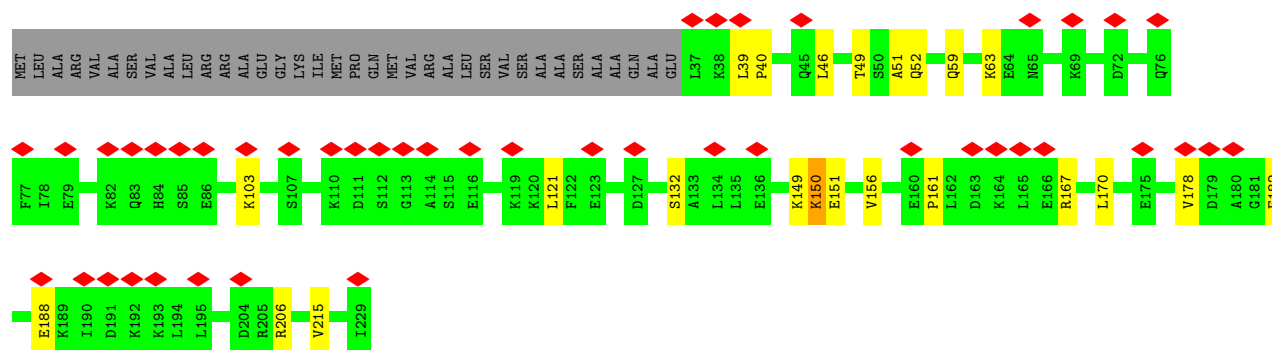 MET LEU ALA ARG VAL ALA SER VAL ALA LEU ARG ARG ALA GLU GLY LYS ILE MET PRO GLN MET VAL ARG ALA LEU SER VAL SER ALA ALA SER ALA ALA GLN ALA GLU L37 K38 L39 P40 Q45 L46 T49 S50 A51 Q52 Q59 K63 E64 N65 K69 D72 Q76
F77 I78 E79 K82 Q83 H84 S85 E86 K103 S107 K110 D111 S112 G113 A114 S115 E116 K119 K120 L121 F122 E123 D127 S132 A133 L134 L135 E136 K149 K150 E151 V156 E160 P161 L162 D163 K164 L165 E166 R167 L170 E175 V178 D179 A180 G181
E188 K189 I190 D191 K192 K193 L194 L195 D204 R205 R206 V215 I229